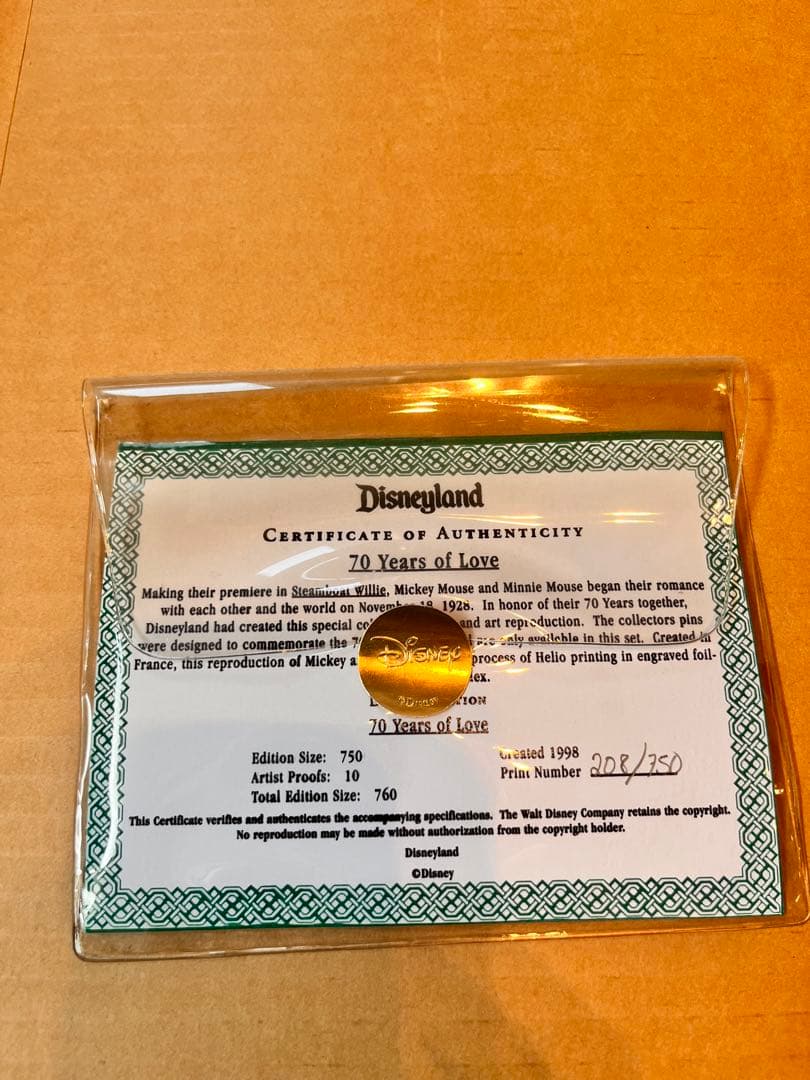 Disneyland
CERTIFICATE OF AUTHENTICITY
70 Years of Love
Making their premiere in Steamboat Willie, Mickey Mouse and Minnie Mouse began their romance
with each other and the world on November 18, 1928. In honor of their 70 Years together,
Disneyland had created this special and art reproduction. The collectors pins
were designed to commemorate the are only available in this set. Created in
France, this reproduction of Mickey process of Helio printing in engraved foil-
DISNEY
©Disney
70 Years of Love
Edition Size: 750
Artist Proofs: 10
Total Edition Size: 760
Created 1998
Print Number 208/750
This Certificate verifies and authenticates the accompanying specifications. The Walt Disney Company retains the copyright.
No reproduction may be made without authorization from the copyright holder.
Disneyland
©Disney